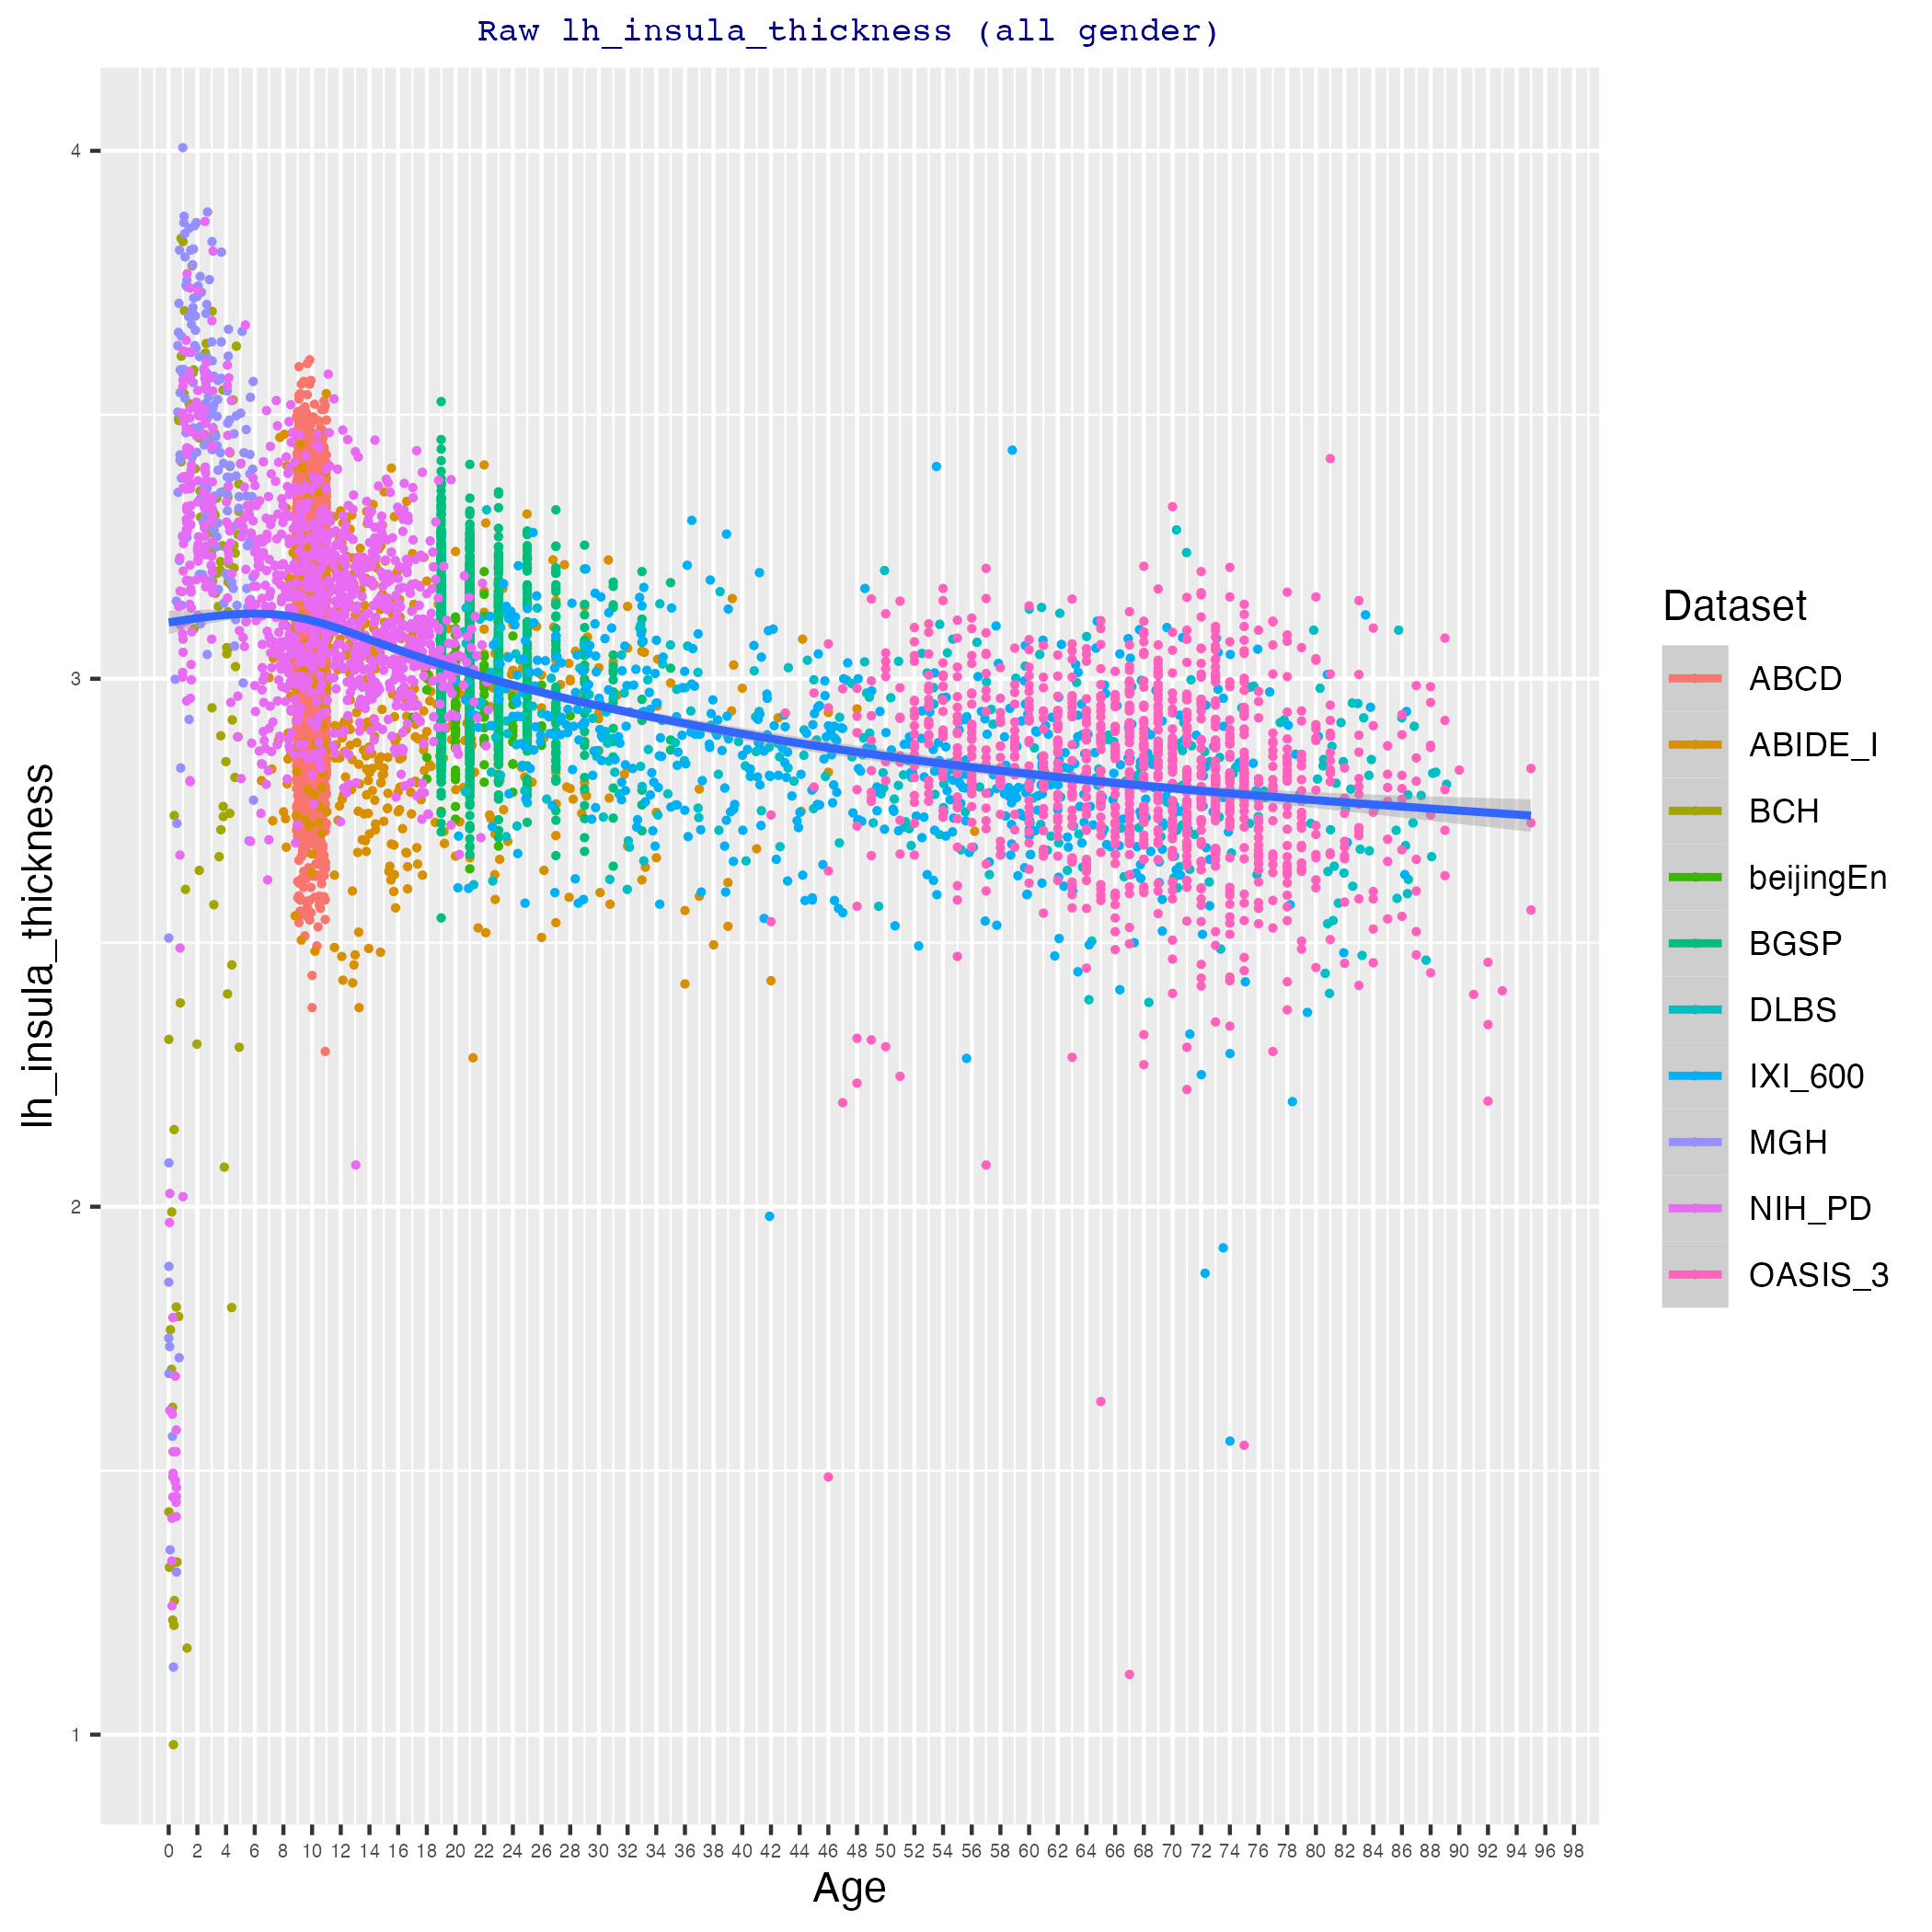 Raw lh_insula_thickness (all gender)
lh_insula_thickness
4
3
2
1
0 2 4 6 8 10 12 14 16 18 20 22 24 26 28 30 32 34 36 38 40 42 44 46 48 50 52 54 56 58 60 62 64 66 68 70 72 74 76 78 80 82 84 86 88 90 92 94 96 98
Age
Dataset
ABCD
ABIDE_I
BCH
beijingEn
BGSP
DLBS
IXI_600
MGH
NIH_PD
OASIS_3